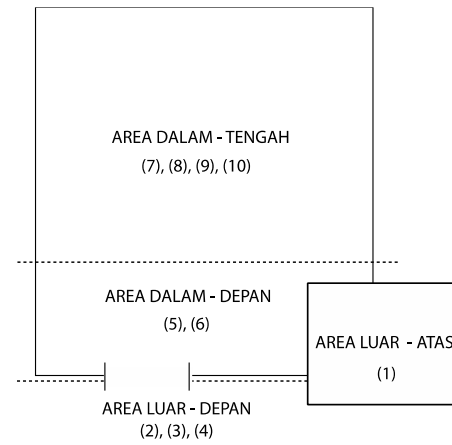 AREA DALAM - TENGAH
(7), (8), (9), (10)
AREA DALAM - DEPAN
(5), (6)
AREA LUAR - ATAS
(1)
AREA LUAR - DEPAN
(2), (3), (4)